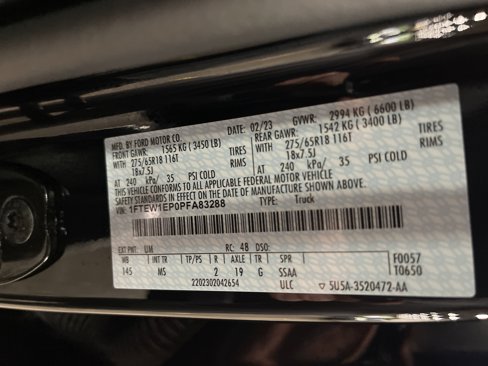 MFD. BY FORD MOTOR CO.
DATE: 02/23 GVWR: 2994 KG ( 6600 LB)
FRONT GAWR: 1565 KG ( 3450 LB) REAR GAWR: 1542 KG ( 3400 LB)
WITH 275/65R18 116T TIRES WITH 275/65R18 116T TIRES
18x7.5J RIMS 18x7.5J RIMS
AT 240 kPa/ 35 PSI COLD AT 240 kPa/ 35 PSI COLD
THIS VEHICLE CONFORMS TO ALL APPLICABLE FEDERAL MOTOR VEHICLE
SAFETY STANDARDS IN EFFECT ON THE DATE OF MANUFACTURE SHOWN ABOVE.
VIN: 1FTEW1EP0PFA83288 TYPE: Truck
EXT PNT: UM RC: 48 DSO: F0057
WB INT TR TP/PS R AXLE TR SPR T0650
145 MS 2 19 G SSAA
2202302042654 ULC ▽ 5U5A-3520472-AA